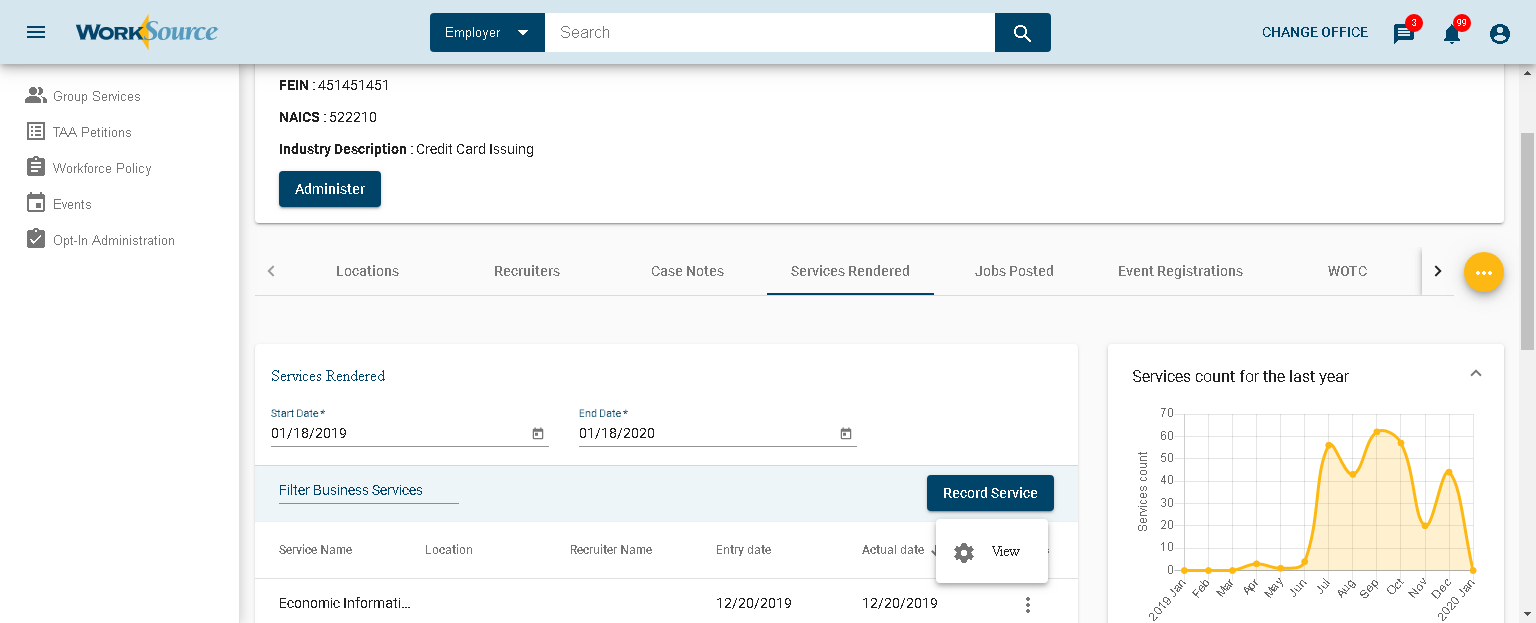 WorkSource
Employer
Search
CHANGE OFFICE
3
99
Group Services
TAA Petitions
Workforce Policy
Events
Opt-In Administration
FEIN : 451451451
NAICS : 522210
Industry Description : Credit Card Issuing
Administer
Locations
Recruiters
Case Notes
Services Rendered
Jobs Posted
Event Registrations
WOTC
Services Rendered
Start Date *
01/18/2019
End Date *
01/18/2020
Filter Business Services
Record Service
View
Service Name
Location
Recruiter Name
Entry date
Actual date
Economic Informati...
12/20/2019
12/20/2019
Services count for the last year
Services count
70
60
50
40
30
20
10
0
2019 Jan
Feb
Mar
Apr
May
Jun
Jul
Aug
Sep
Oct
Nov
Dec
2020 Jan